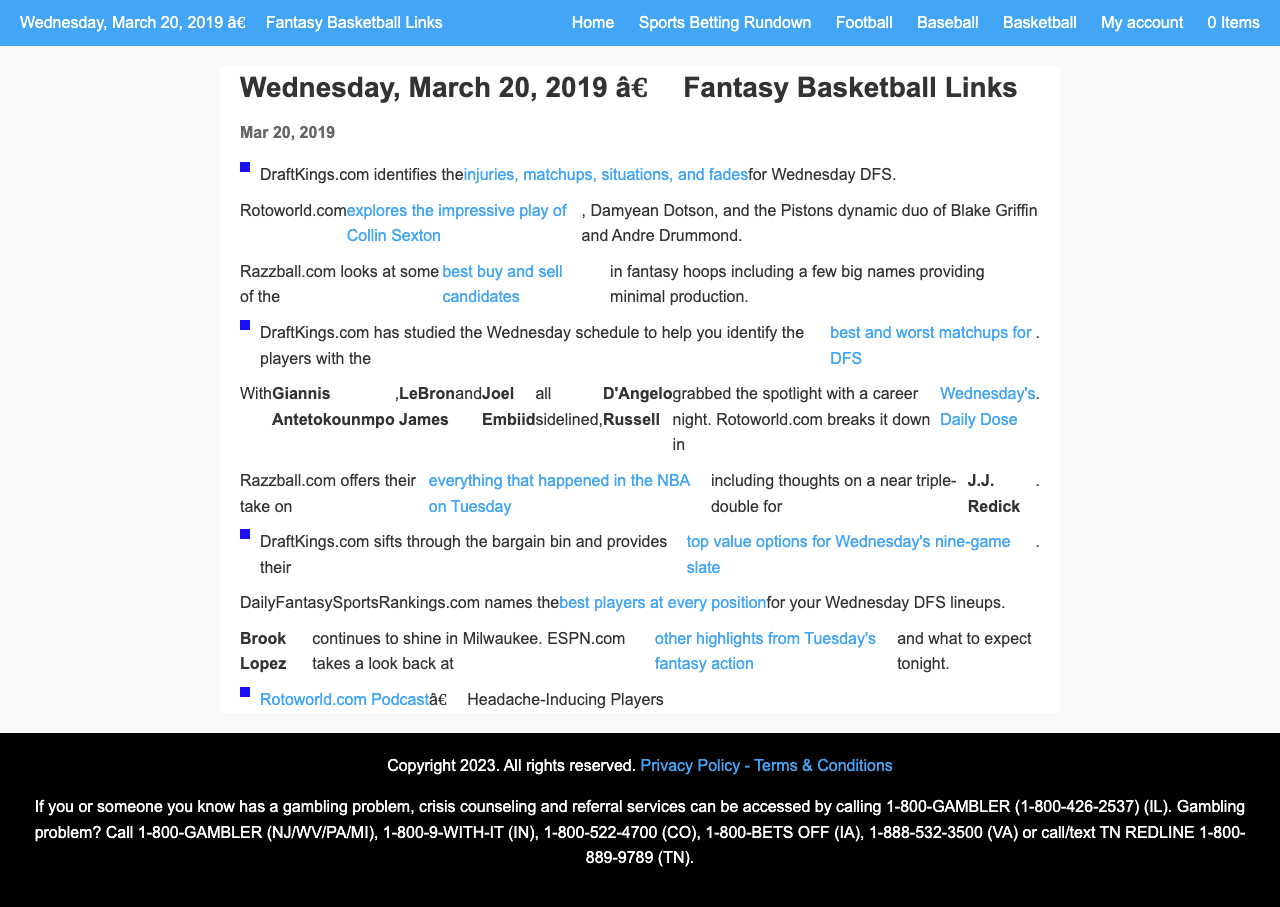 Wednesday, March 20, 2019 â€ Fantasy Basketball Links Home Sports Betting Rundown Football Baseball Basketball My account 0 Items
Wednesday, March 20, 2019 â€ Fantasy Basketball Links
Mar 20, 2019
DraftKings.com identifies the injuries, matchups, situations, and fades for Wednesday DFS.
Rotoworld.com explores the impressive play of Collin Sexton , Damyean Dotson, and the Pistons dynamic duo of Blake Griffin and Andre Drummond.
Razzball.com looks at some of the best buy and sell candidates in fantasy hoops including a few big names providing minimal production.
DraftKings.com has studied the Wednesday schedule to help you identify the players with the best and worst matchups for DFS .
With Giannis Antetokounmpo , LeBron James and Joel Embiid all sidelined, D'Angelo Russell grabbed the spotlight with a career night. Rotoworld.com breaks it down in Wednesday's Daily Dose .
Razzball.com offers their take on everything that happened in the NBA on Tuesday including thoughts on a near triple-double for J.J. Redick .
DraftKings.com sifts through the bargain bin and provides their top value options for Wednesday's nine-game slate .
DailyFantasySportsRankings.com names the best players at every position for your Wednesday DFS lineups.
Brook Lopez continues to shine in Milwaukee. ESPN.com takes a look back at other highlights from Tuesday's fantasy action and what to expect tonight.
Rotoworld.com Podcast â€ Headache-Inducing Players
Copyright 2023. All rights reserved. Privacy Policy - Terms & Conditions
If you or someone you know has a gambling problem, crisis counseling and referral services can be accessed by calling 1-800-GAMBLER (1-800-426-2537) (IL). Gambling
problem? Call 1-800-GAMBLER (NJ/WV/PA/MI), 1-800-9-WITH-IT (IN), 1-800-522-4700 (CO), 1-800-BETS OFF (IA), 1-888-532-3500 (VA) or call/text TN REDLINE 1-800-
889-9789 (TN).